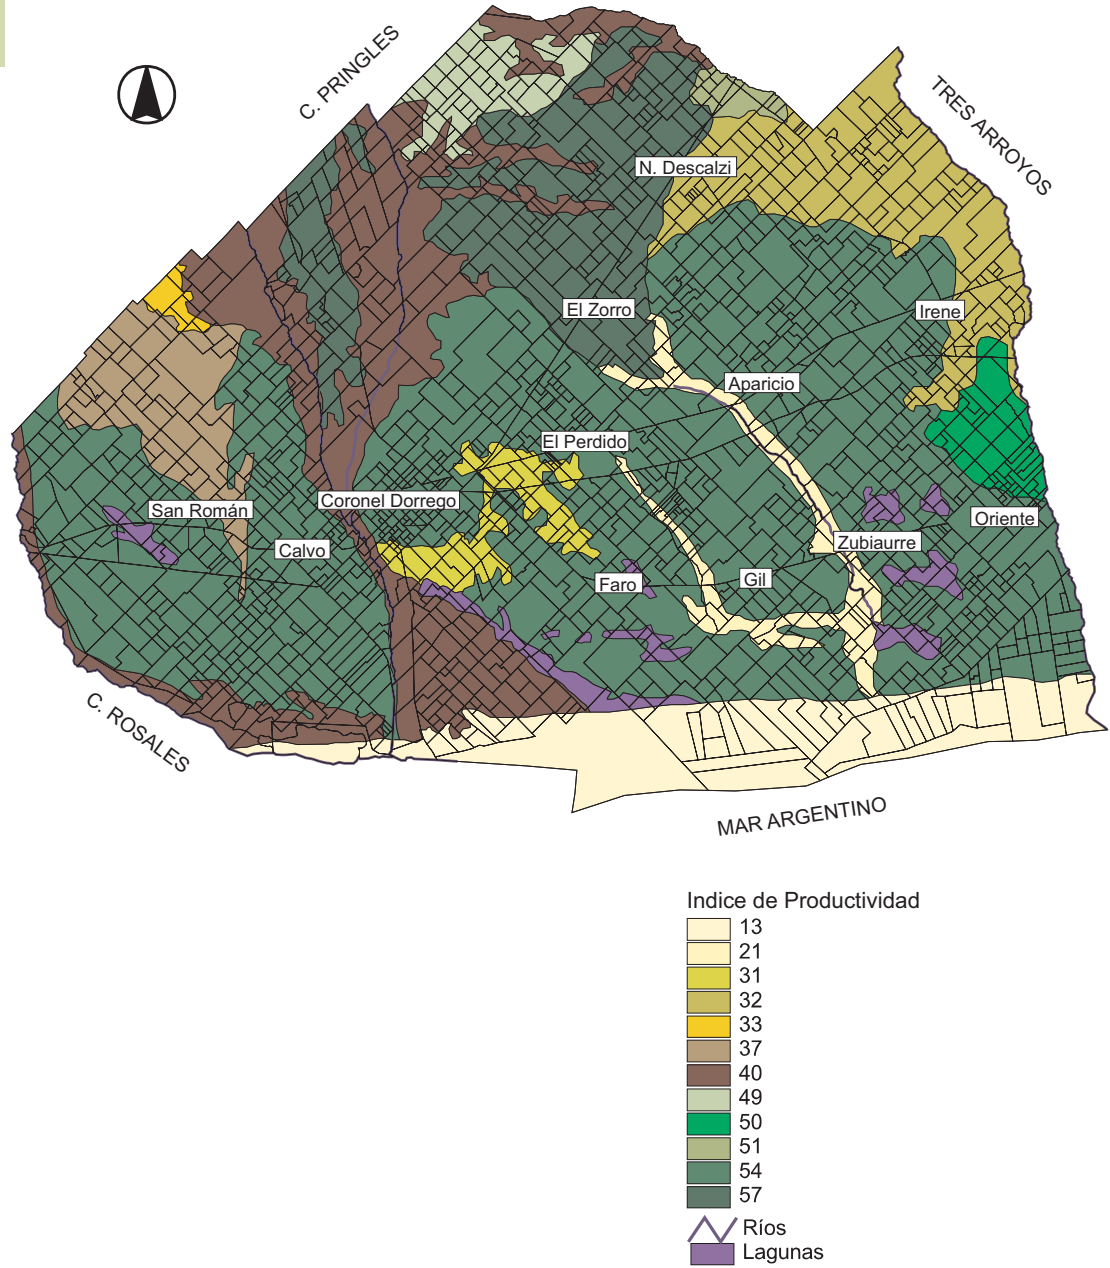 C. PRINGLES
TRES ARROYOS
N. Descalzi
El Zorro
Irene
Aparicio
El Perdido
Coronel Dorrego
San Román
Oriente
Zubiaurre
Calvo
Faro
Gil
C. ROSALES
MAR ARGENTINO
Indice de Productividad
13
21
31
32
33
37
40
49
50
51
54
57
Ríos
Lagunas